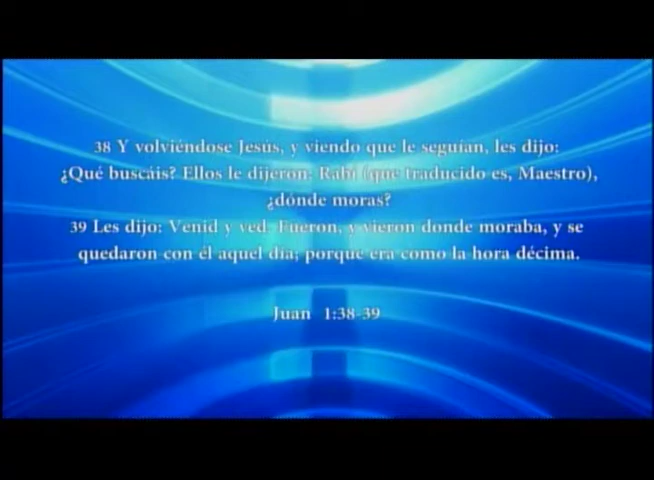 38 Y volviéndose Jesús, y viendo que le seguían, les dijo:
¿Qué buscáis? Ellos le dijeron: Rabí (que traducido es, Maestro),
¿dónde moras?
39 Les dijo: Venid y ved. Fueron, y vieron donde moraba, y se
quedaron con él aquel día; porque era como la hora décima.
Juan 1:38-39